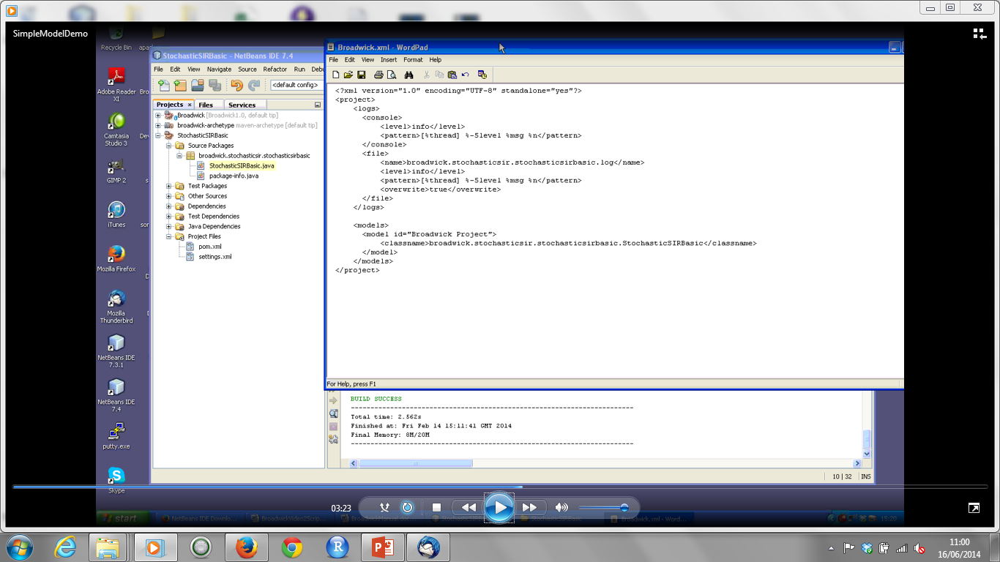 SimpleModelDemo
Recycle Bin
Adobe Reader XI
Camtasia Studio 3
GIMP 2
iTunes
Mozilla Firefox
Mozilla Thunderbird
NetBeans IDE 7.3.1
NetBeans IDE 7.4
putty.exe
Skype
StochasticSIRBasic - NetBeans IDE 7.4
File Edit View Navigate Source Refactor Run
<default config>
Projects Files Services
Broadwick [Broadwick1.0, default tip]
broadwick-archetype maven-archetype [default tip]
StochasticSIRBasic
Source Packages
broadwick.stochasticsir.stochasticsirbasic
StochasticSIRBasic.java
package-info.java
Test Packages
Other Sources
Dependencies
Test Dependencies
Java Dependencies
Project Files
pom.xml
settings.xml
Broadwick.xml - WordPad
File Edit View Insert Format Help
<?xml version="1.0" encoding="UTF-8" standalone="yes"?>
<project>
<logs>
<console>
<level>info</level>
<pattern>[%thread] %-5level %msg %n</pattern>
</console>
<file>
<name>broadwick.stochasticsir.stochasticsirbasic.log</name>
<level>info</level>
<pattern>[%thread] %-5level %msg %n</pattern>
<overwrite>true</overwrite>
</file>
</logs>
<models>
<model id="Broadwick Project">
<classname>broadwick.stochasticsir.stochasticsirbasic.StochasticSIRBasic</classname>
</model>
</models>
</project>
For Help, press F1
BUILD SUCCESS
------------------------------------------------------------------------
Total time: 2.562s
Finished at: Fri Feb 14 15:11:41 GMT 2014
Final Memory: 8M/20M
------------------------------------------------------------------------
10 | 32 INS
03:23
start
NetBeans IDE Downlo...
BroadwickVideo2Scrip...
Broadwick.xml - Word...
15:20
11:00
16/06/2014